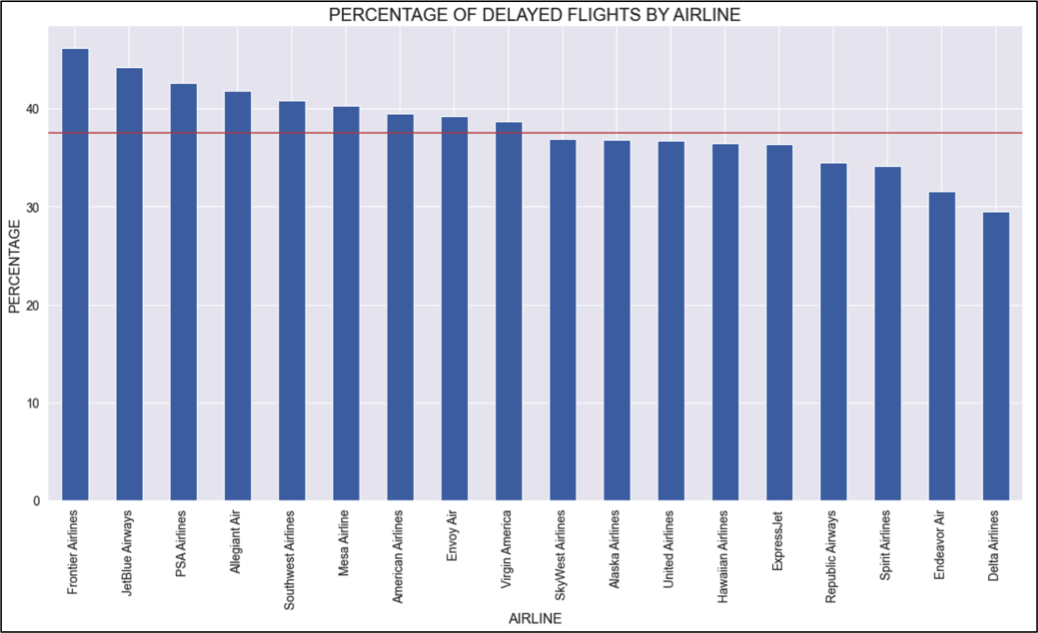 PERCENTAGE OF DELAYED FLIGHTS BY AIRLINE
PERCENTAGE
40
30
20
10
0
Frontier Airlines
JetBlue Airways
PSA Airlines
Allegiant Air
Southwest Airlines
Mesa Airline
American Airlines
Envoy Air
Virgin America
SkyWest Airlines
Alaska Airlines
United Airlines
Hawaiian Airlines
ExpressJet
Republic Airways
Spirit Airlines
Endeavor Air
Delta Airlines
AIRLINE